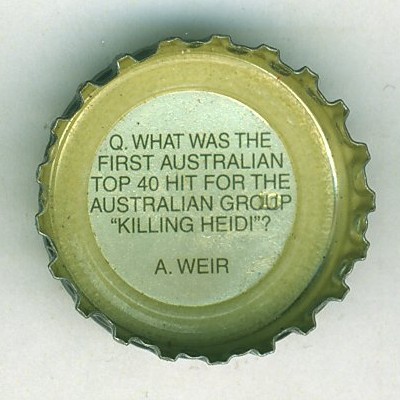 Q. WHAT WAS THE
FIRST AUSTRALIAN
TOP 40 HIT FOR THE
AUSTRALIAN GROUP
"KILLING HEIDI"?
A. WEIR